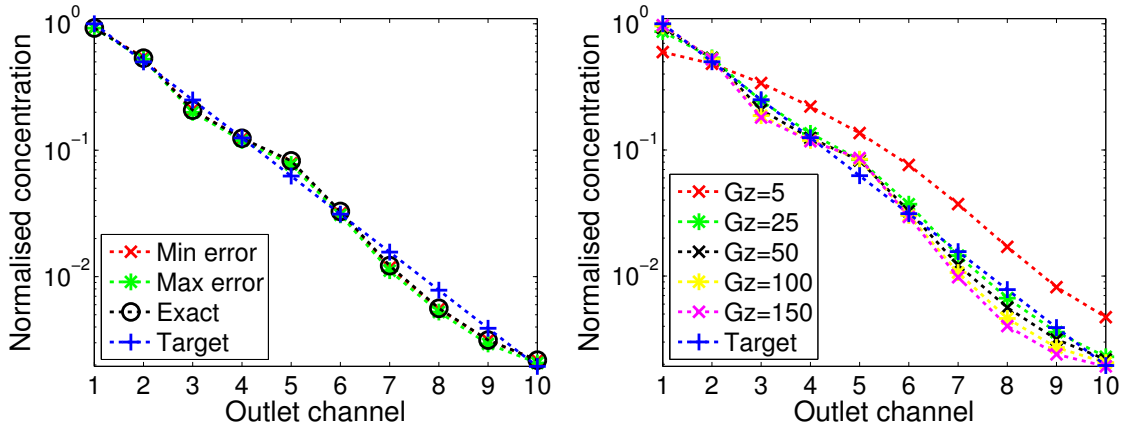 10^0
10^-1
10^-2
Normalised concentration
Min error
Max error
Exact
Target
1 2 3 4 5 6 7 8 9 10
Outlet channel
10^0
10^-1
10^-2
Normalised concentration
Gz=5
Gz=25
Gz=50
Gz=100
Gz=150
Target
1 2 3 4 5 6 7 8 9 10
Outlet channel